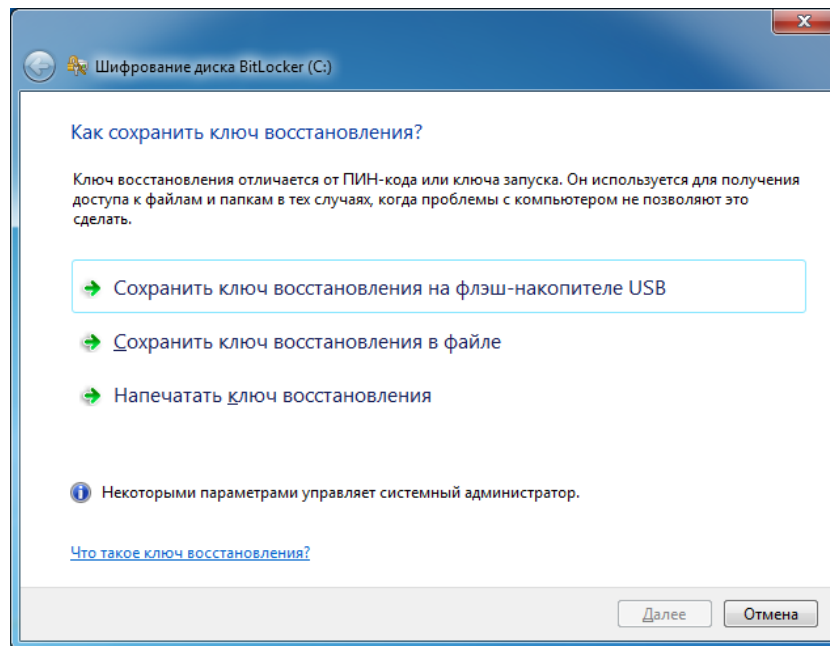 Шифрование диска BitLocker (C:)
Как сохранить ключ восстановления?
Ключ восстановления отличается от ПИН-кода или ключа запуска. Он используется для получения
доступа к файлам и папкам в тех случаях, когда проблемы с компьютером не позволяют это
сделать.
Сохранить ключ восстановления на флэш-накопителе USB
Сохранить ключ восстановления в файле
Напечатать ключ восстановления
Некоторыми параметрами управляет системный администратор.
Что такое ключ восстановления?
Далее
Отмена